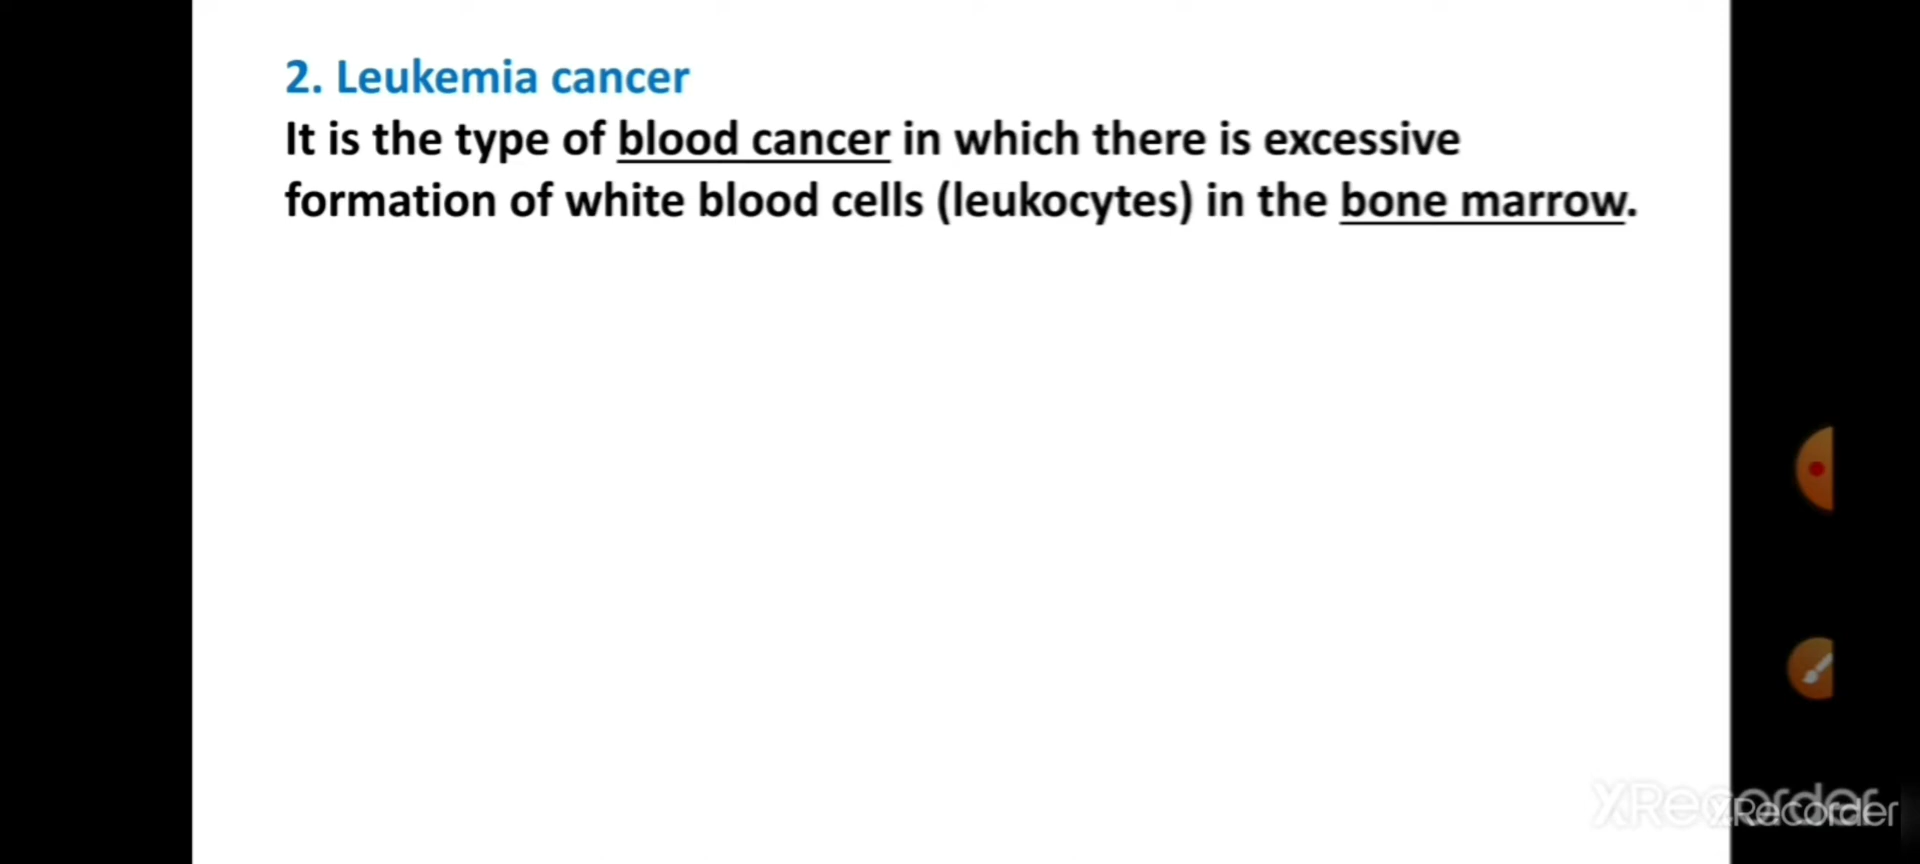 2. Leukemia cancer
It is the type of blood cancer in which there is excessive
formation of white blood cells (leukocytes) in the bone marrow.
XRecorder
XRecorder